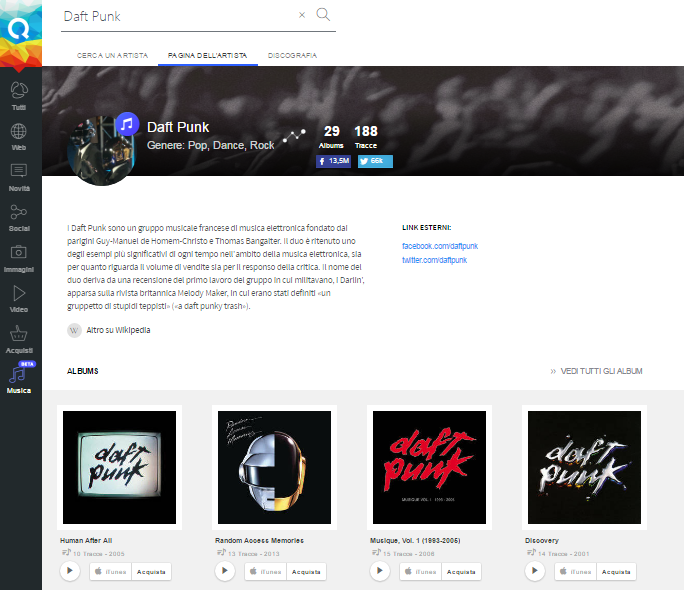 Daft Punk ×
CERCA UN ARTISTA PAGINA DELL'ARTISTA DISCOGRAFIA
Tutti
Web
Novità
Social
Immagini
Video
Acquisti
BETA
Musica
Daft Punk
Genere: Pop, Dance, Rock
29 188
Albums Tracce
13,5M 66k
I Daft Punk sono un gruppo musicale francese di musica elettronica fondato dai
parigini Guy-Manuel de Homem-Christo e Thomas Bangalter. Il duo è ritenuto uno
degli esempi più significativi di ogni tempo nell'ambito della musica elettronica, sia
per quanto riguarda il volume di vendite sia per il responso della critica. Il nome del
duo deriva da una recensione del primo lavoro del gruppo in cui militavano, i Darlin',
apparsa sulla rivista britannica Melody Maker, in cui erano stati definiti «un
gruppetto di stupidi teppisti» («a daft punky trash»).
W Altro su Wikipedia
LINK ESTERNI:
facebook.com/daftpunk
twitter.com/daftpunk
ALBUMS
» VEDI TUTTI GLI ALBUM
daft
punk
Human After All
10 Tracce - 2005
iTunes Acquista
Random
Access
Memories
Random Access Memories
13 Tracce - 2013
iTunes Acquista
daft
punk
MUSIQUE VOL. 1 1993 - 2005
Musique, Vol. 1 (1993-2005)
15 Tracce - 2006
iTunes Acquista
daft
punk
Discovery
14 Tracce - 2001
iTunes Acquista